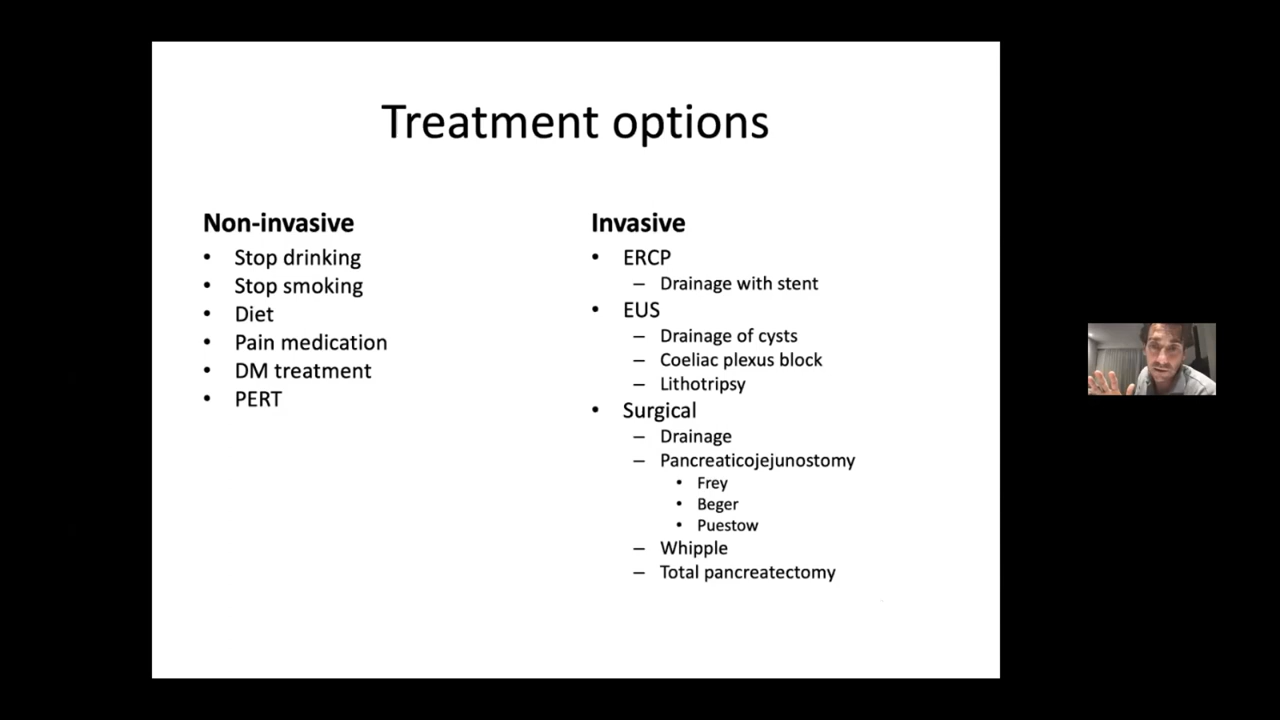 Treatment options
Non-invasive
• Stop drinking
• Stop smoking
• Diet
• Pain medication
• DM treatment
• PERT
Invasive
• ERCP
– Drainage with stent
• EUS
– Drainage of cysts
– Coeliac plexus block
– Lithotripsy
• Surgical
– Drainage
– Pancreaticojejunostomy
• Frey
• Beger
• Puestow
– Whipple
– Total pancreatectomy